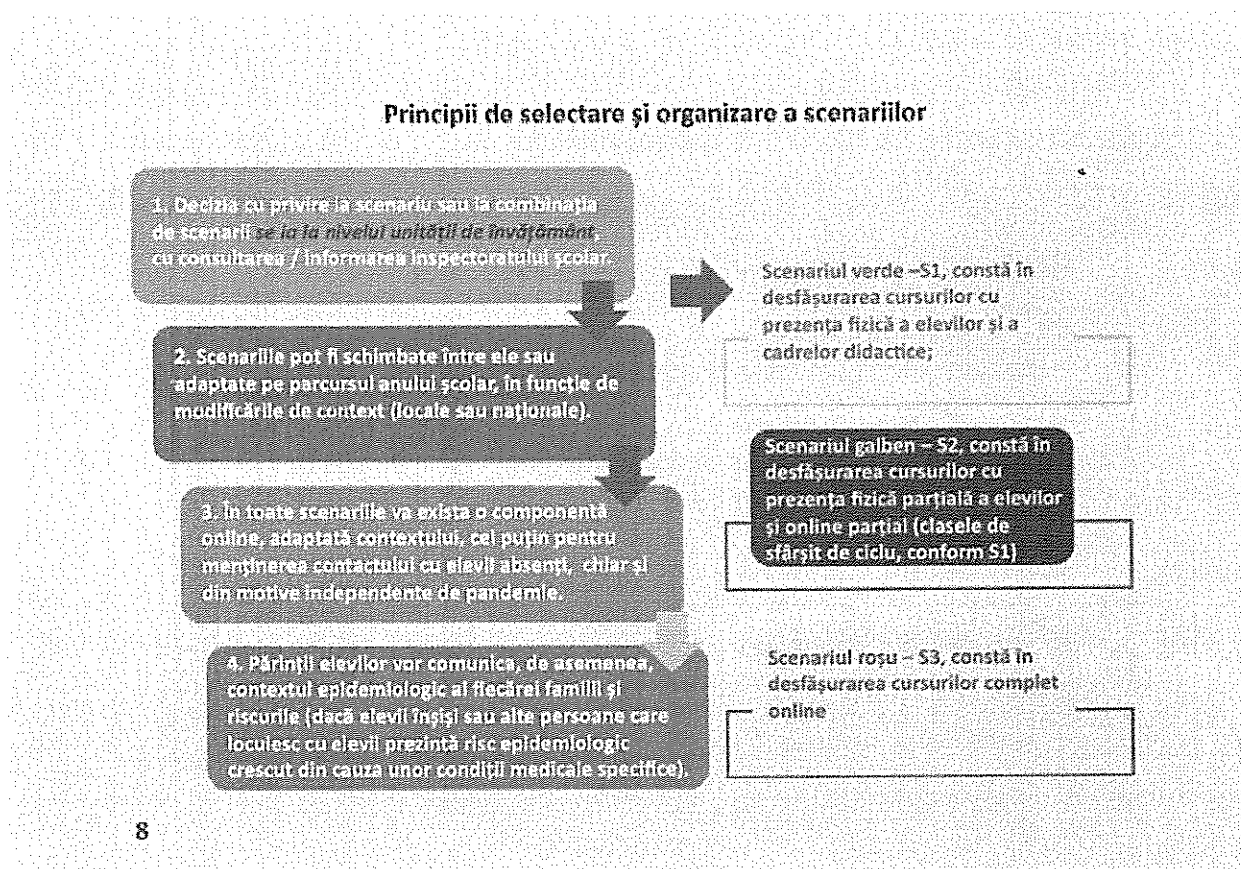 Principii de selectare și organizare a scenariilor
1. Decizia cu privire la scenariu sau la combinația
de scenarii se ia la nivelul unității de învățământ,
cu consultarea / informarea inspectoratului școlar.
2. Scenariile pot fi schimbate între ele sau
adaptate pe parcursul anului școlar, în funcție de
modificările de context (locale sau naționale).
3. În toate scenariile va exista o componentă
online, adaptată contextului, cel puțin pentru
menținerea contactului cu elevii absenți, chiar și
din motive independente de pandemie.
4. Părinții elevilor vor comunica, de asemenea,
contextul epidemiologic al fiecărei familii și
riscurile (dacă elevii înșiși sau alte persoane care
locuiesc cu elevii prezintă risc epidemiologic
crescut din cauza unor condiții medicale specifice).
Scenariul verde –S1, constă în
desfășurarea cursurilor cu
prezența fizică a elevilor și a
cadrelor didactice;
Scenariul galben – S2, constă în
desfășurarea cursurilor cu
prezența fizică parțială a elevilor
și online parțial (clasele de
sfârșit de ciclu, conform S1)
Scenariul roșu – S3, constă în
desfășurarea cursurilor complet
online
8